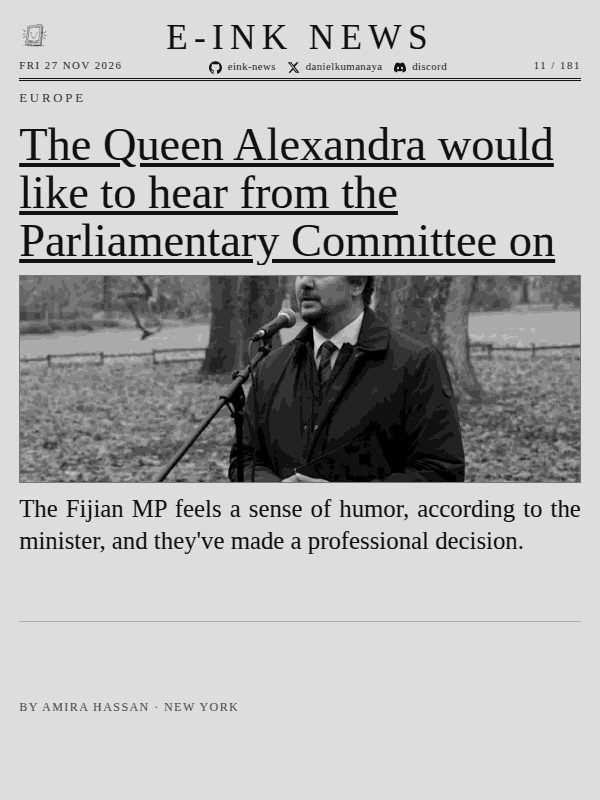 E-INK NEWS
FRI 27 NOV 2026
eink-news danielkumanaya discord
11 / 181
EUROPE
The Queen Alexandra would
like to hear from the
Parliamentary Committee on
The Fijian MP feels a sense of humor, according to the
minister, and they've made a professional decision.
BY AMIRA HASSAN · NEW YORK